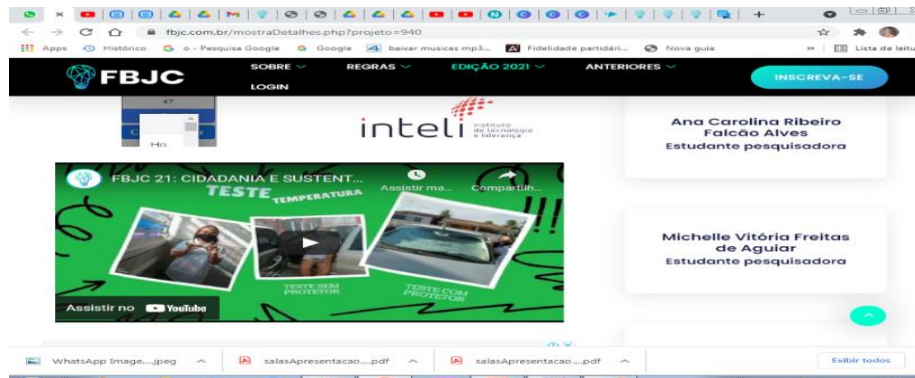 fbjc.com.br/mostraDetalhes.php?projeto=940
Apps Histórico o - Pesquisa Google Google baixar musicas mp3... Fidelidade partidári... Nova guia » Lista de leitu
FBJC SOBRE REGRAS EDIÇÃO 2021 ANTERIORES
LOGIN
INSCREVA-SE
47
Ho
inteli instituto de tecnologia e liderança
Ana Carolina Ribeiro
Falcão Alves
Estudante pesquisadora
FBJC 21: CIDADANIA E SUSTENT...
Assistir ma... Compartilh...
TESTE TEMPERATURA
TESTE SEM
PROTETOR
TESTE COM
PROTETOR
Assistir no YouTube
Michelle Vitória Freitas
de Aguiar
Estudante pesquisadora
WhatsApp Image....jpeg salasApresentacao....pdf salasApresentacao....pdf Exibir todos